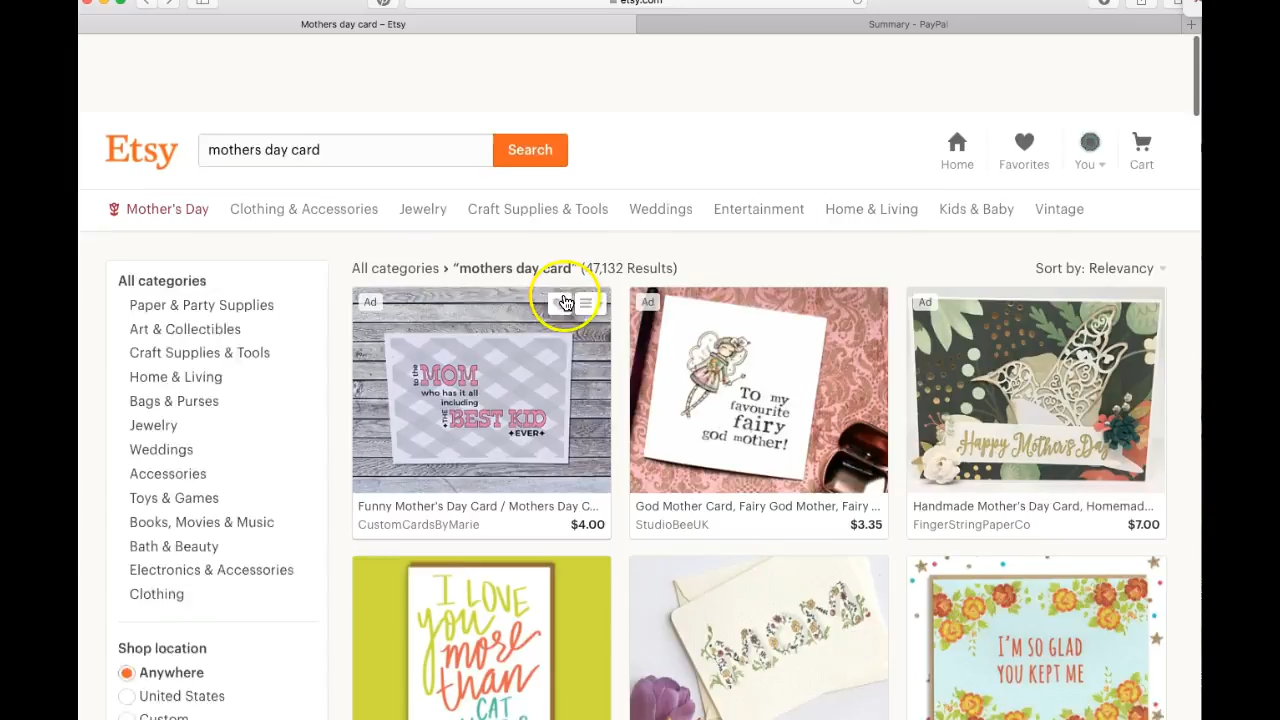 etsy.com
Mothers day card – Etsy
Summary - PayPal
Etsy
mothers day card
Search
Home
Favorites
You
Cart
Mother's Day
Clothing & Accessories
Jewelry
Craft Supplies & Tools
Weddings
Entertainment
Home & Living
Kids & Baby
Vintage
All categories
Paper & Party Supplies
Art & Collectibles
Craft Supplies & Tools
Home & Living
Bags & Purses
Jewelry
Weddings
Accessories
Toys & Games
Books, Movies & Music
Bath & Beauty
Electronics & Accessories
Clothing
Shop location
Anywhere
United States
Custom
All categories › “mothers day card” (47,132 Results)
Sort by: Relevancy
Ad
to the MOM
who has it all
including
THE BEST KID
EVER
Funny Mother's Day Card / Mothers Day C...
CustomCardsByMarie
$4.00
Ad
To my
favourite
fairy
god mother!
God Mother Card, Fairy God Mother, Fairy ...
StudioBeeUK
$3.35
Ad
Happy Mother's Day
Handmade Mother's Day Card, Homemad...
FingerStringPaperCo
$7.00
I LOVE
you
more
than
CAT
MOM
I'M SO GLAD
YOU KEPT ME